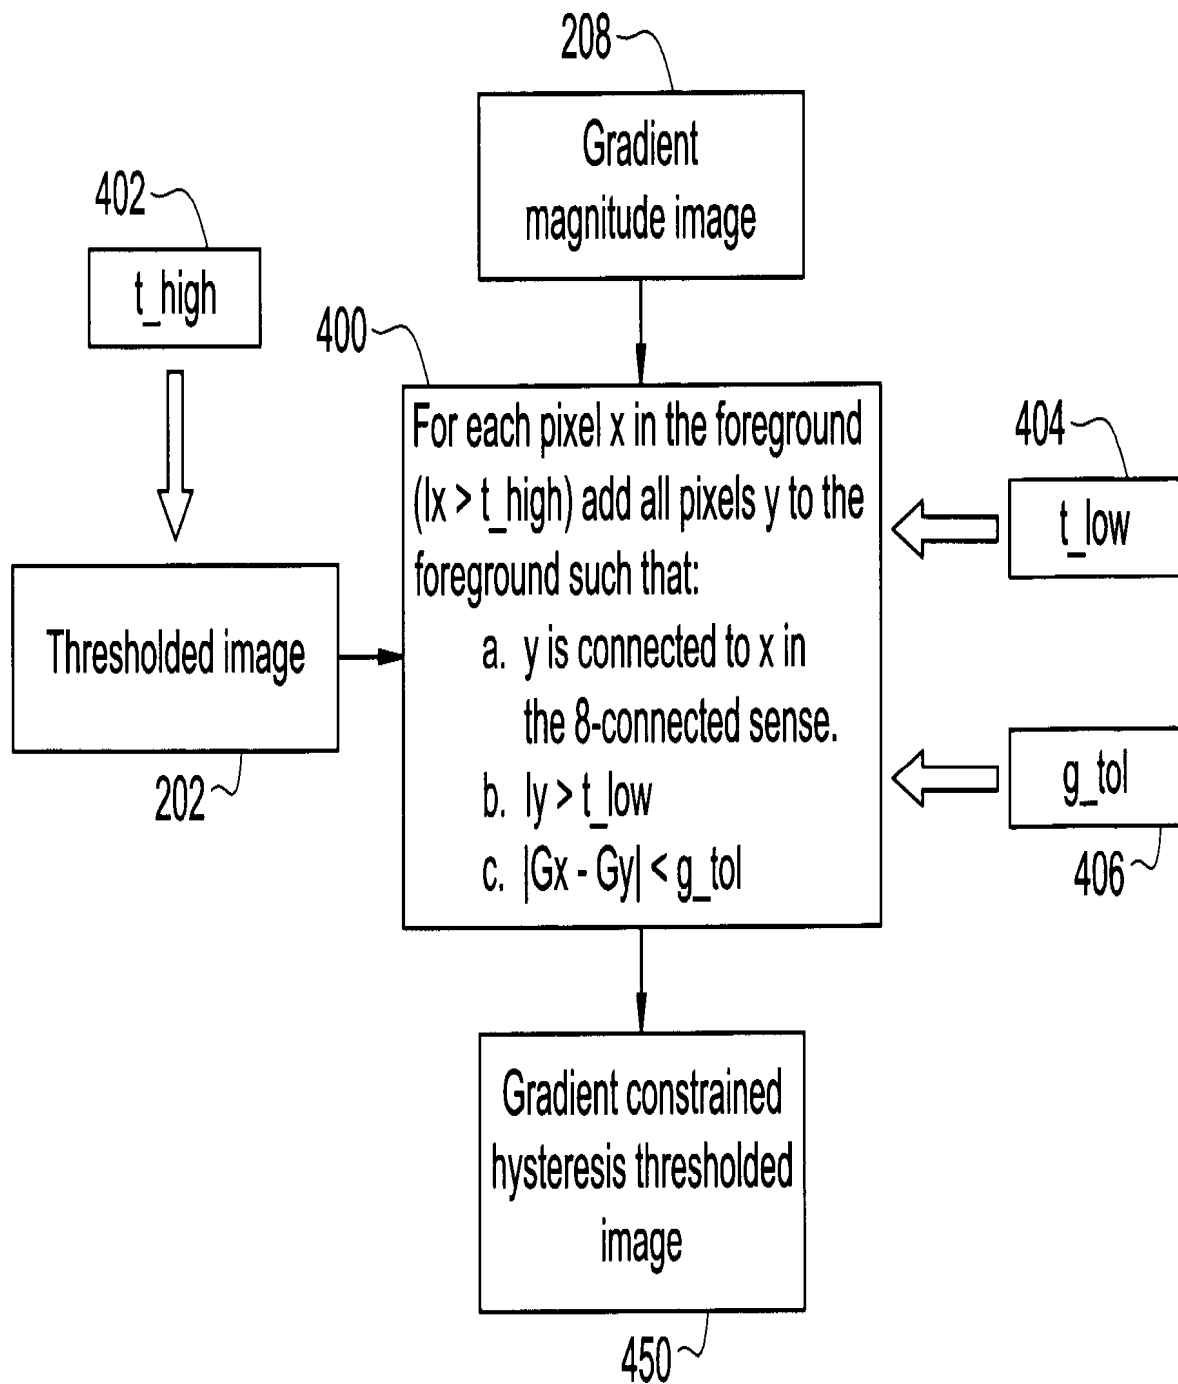 208
Gradient
magnitude image
402
t_high
400
For each pixel x in the foreground
(Ix > t_high) add all pixels y to the
foreground such that:
a. y is connected to x in
the 8-connected sense.
b. Iy > t_low
c. |Gx - Gy| < g_tol
404
t_low
Thresholded image
202
g_tol
406
Gradient constrained
hysteresis thresholded
image
450